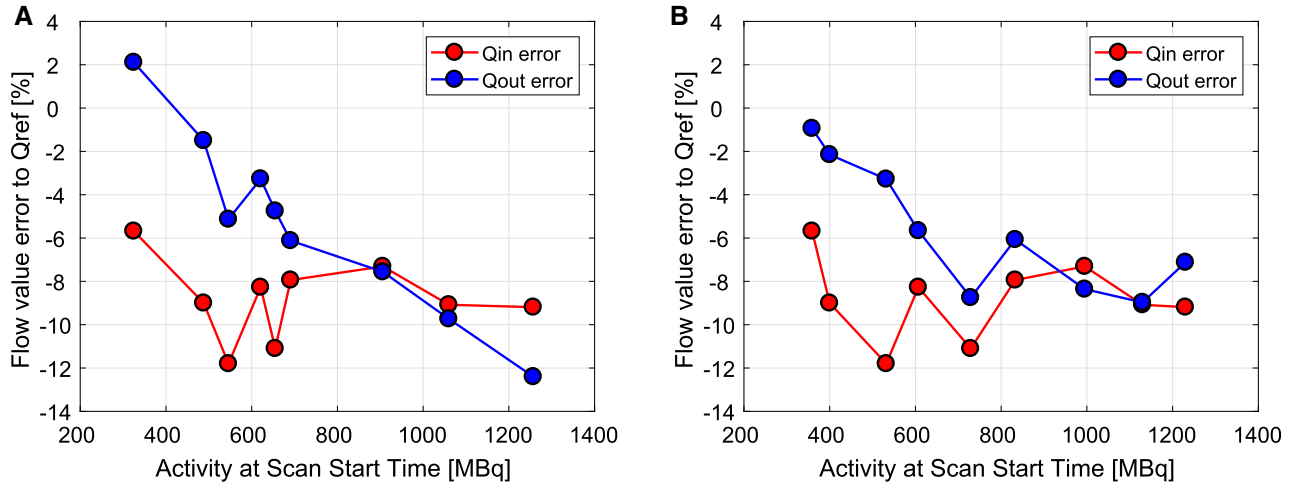 A
Flow value error to Qref [%]
4
2
0
-2
-4
-6
-8
-10
-12
-14
200 400 600 800 1000 1200 1400
Activity at Scan Start Time [MBq]
Qin error
Qout error
B
Flow value error to Qref [%]
4
2
0
-2
-4
-6
-8
-10
-12
-14
200 400 600 800 1000 1200 1400
Activity at Scan Start Time [MBq]
Qin error
Qout error